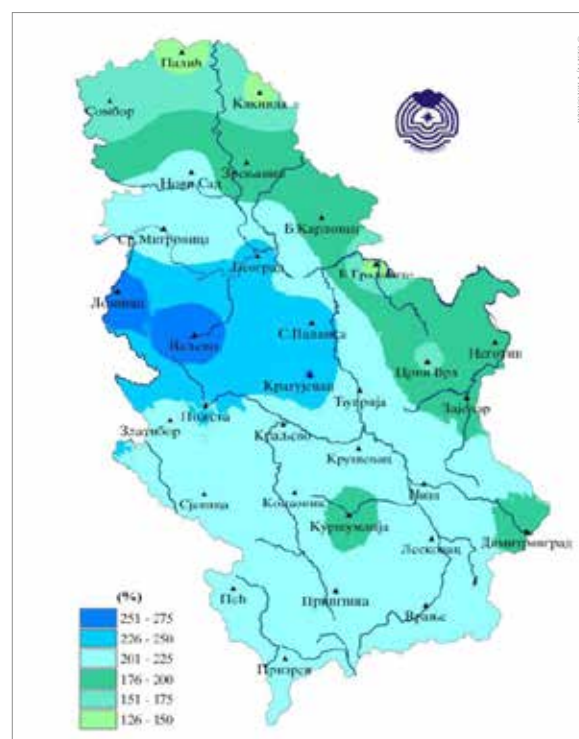 Палић
Сомбор
Кикинда
Зрењанин
Нови Сад
Б.Карловац
Ср.Митровица
Београд
В.Градиште
Лозница
Ваљево
С.Паланка
Неготин
Црни Врх
Крагујевац
Ћуприја
Зајечар
Пожега
Златибор
Краљево
Крушевац
Ниш
Сјеница
Копаоник
Куршумлија
Димитровград
Лесковац
Пећ
Приштина
Врање
Призрен
(%)
251 - 275
226 - 250
201 - 225
176 - 200
151 - 175
126 - 150